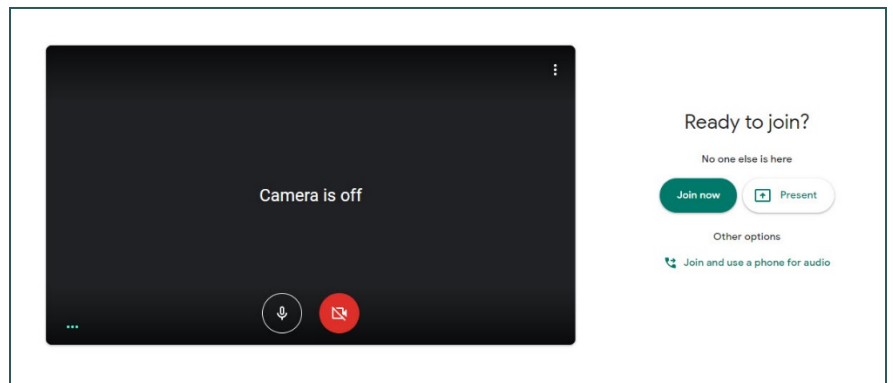 Camera is off
Ready to join?
No one else is here
Join now
Present
Other options
Join and use a phone for audio